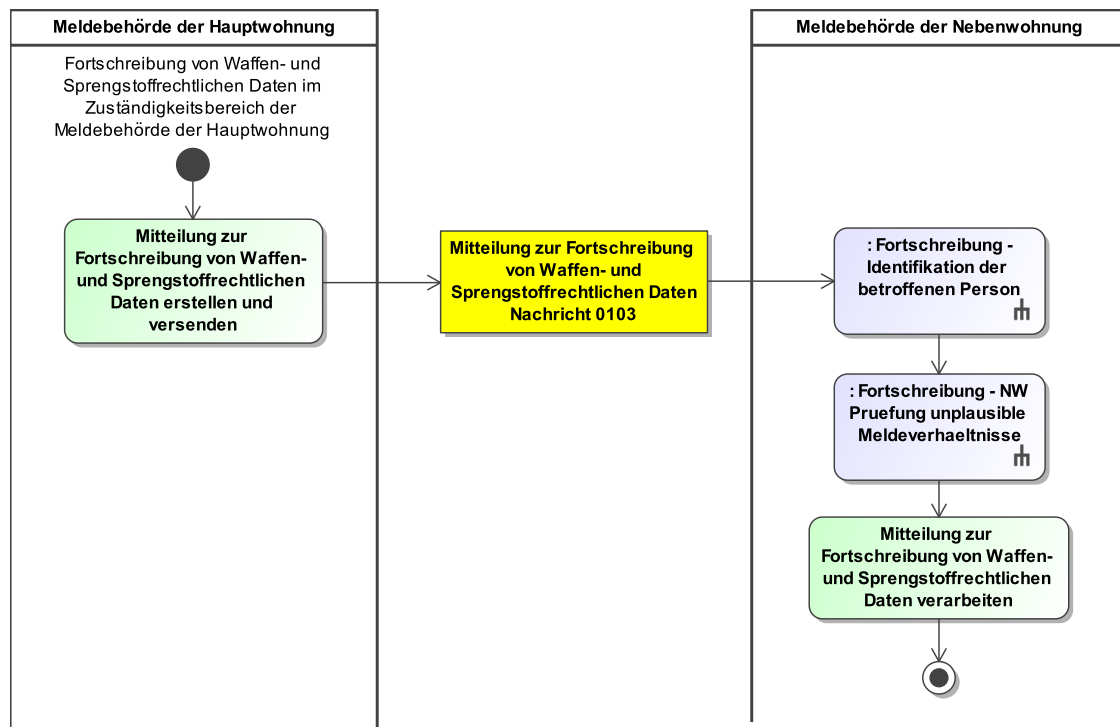 Meldebehörde der Hauptwohnung
Fortschreibung von Waffen- und
Sprengstoffrechtlichen Daten im
Zuständigkeitsbereich der
Meldebehörde der Hauptwohnung
Mitteilung zur
Fortschreibung von Waffen-
und Sprengstoffrechtlichen
Daten erstellen und
versenden
Mitteilung zur Fortschreibung
von Waffen- und
Sprengstoffrechtlichen Daten
Nachricht 0103
Meldebehörde der Nebenwohnung
: Fortschreibung -
Identifikation der
betroffenen Person
: Fortschreibung - NW
Pruefung unplausible
Meldeverhaeltnisse
Mitteilung zur
Fortschreibung von Waffen-
und Sprengstoffrechtlichen
Daten verarbeiten